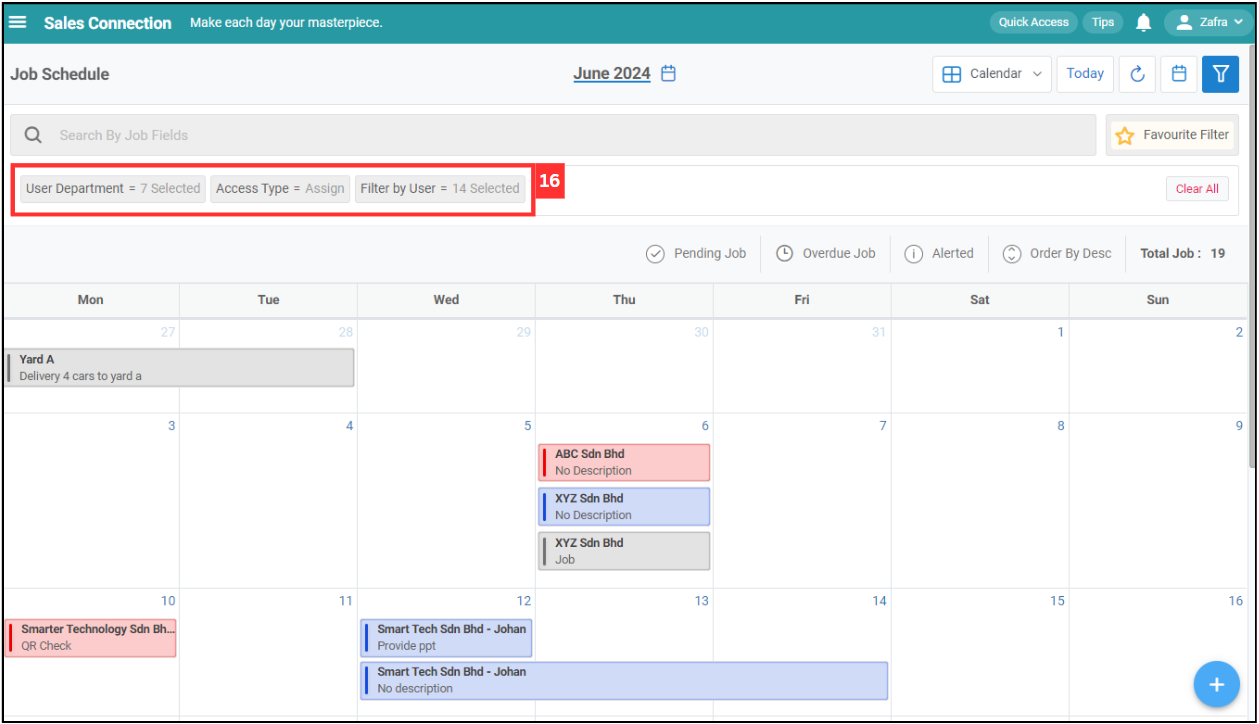 Sales Connection Make each day your masterpiece. Quick Access Tips Zafra
Job Schedule June 2024 Calendar Today
Search By Job Fields Favourite Filter
User Department = 7 Selected Access Type = Assign Filter by User = 14 Selected 16 Clear All
Pending Job Overdue Job Alerted Order By Desc Total Job : 19
Mon Tue Wed Thu Fri Sat Sun
27 28 29 30 31 1 2
Yard A
Delivery 4 cars to yard a
3 4 5 6 7 8 9
ABC Sdn Bhd
No Description
XYZ Sdn Bhd
No Description
XYZ Sdn Bhd
Job
10 11 12 13 14 15 16
Smarter Technology Sdn Bh... Smart Tech Sdn Bhd - Johan
QR Check Provide ppt
Smart Tech Sdn Bhd - Johan
No description